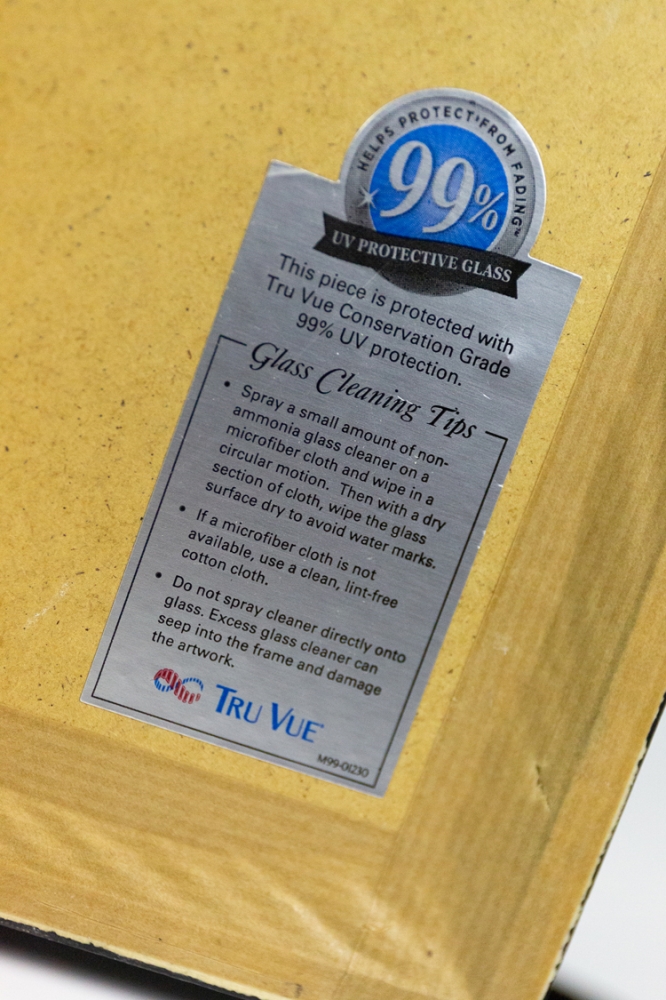 HELPS PROTECT FROM FADING™
99%
UV PROTECTIVE GLASS
This piece is protected with
Tru Vue Conservation Grade
99% UV protection.
Glass Cleaning Tips
• Spray a small amount of non-
ammonia glass cleaner on a
microfiber cloth and wipe in a
circular motion. Then with a dry
section of cloth, wipe the glass
surface dry to avoid water marks.
• If a microfiber cloth is not
available, use a clean, lint-free
cotton cloth.
• Do not spray cleaner directly onto
glass. Excess glass cleaner can
seep into the frame and damage
the artwork.
TRU VUE
M99-01230